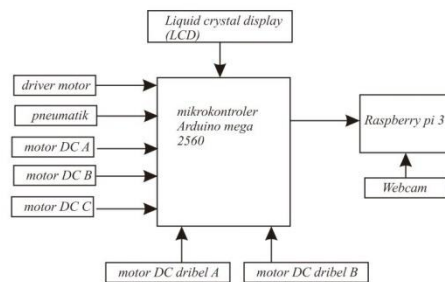 Liquid crystal display
(LCD)
driver motor
pneumatik
motor DC A
motor DC B
motor DC C
mikrokontroler
Arduino mega
2560
Raspberry pi 3
Webcam
motor DC dribel A
motor DC dribel B